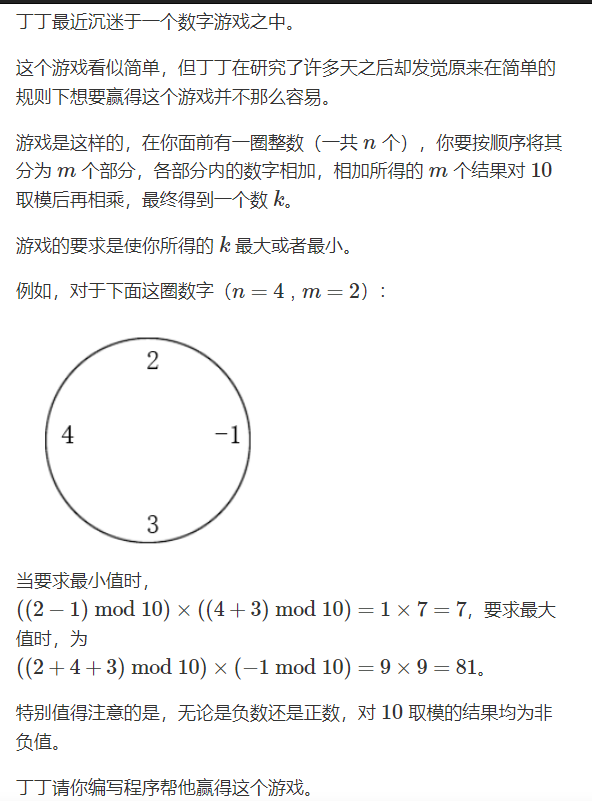 丁丁最近沉迷于一个数字游戏之中。
这个游戏看似简单，但丁丁在研究了许多天之后却发觉原来在简单的
规则下想要赢得这个游戏并不那么容易。
游戏是这样的，在你面前有一圈整数（一共 n 个），你要按顺序将其
分为 m 个部分，各部分内的数字相加，相加所得的 m 个结果对 10
取模后再相乘，最终得到一个数 k。
游戏的要求是使你所得的 k 最大或者最小。
例如，对于下面这圈数字（n = 4 , m = 2）：
2
4 -1
3
当要求最小值时，
((2 − 1) mod 10) × ((4 + 3) mod 10) = 1 × 7 = 7，要求最大
值时，为
((2 + 4 + 3) mod 10) × (−1 mod 10) = 9 × 9 = 81。
特别值得注意的是，无论是负数还是正数，对 10 取模的结果均为非
负值。
丁丁请你编写程序帮他赢得这个游戏。